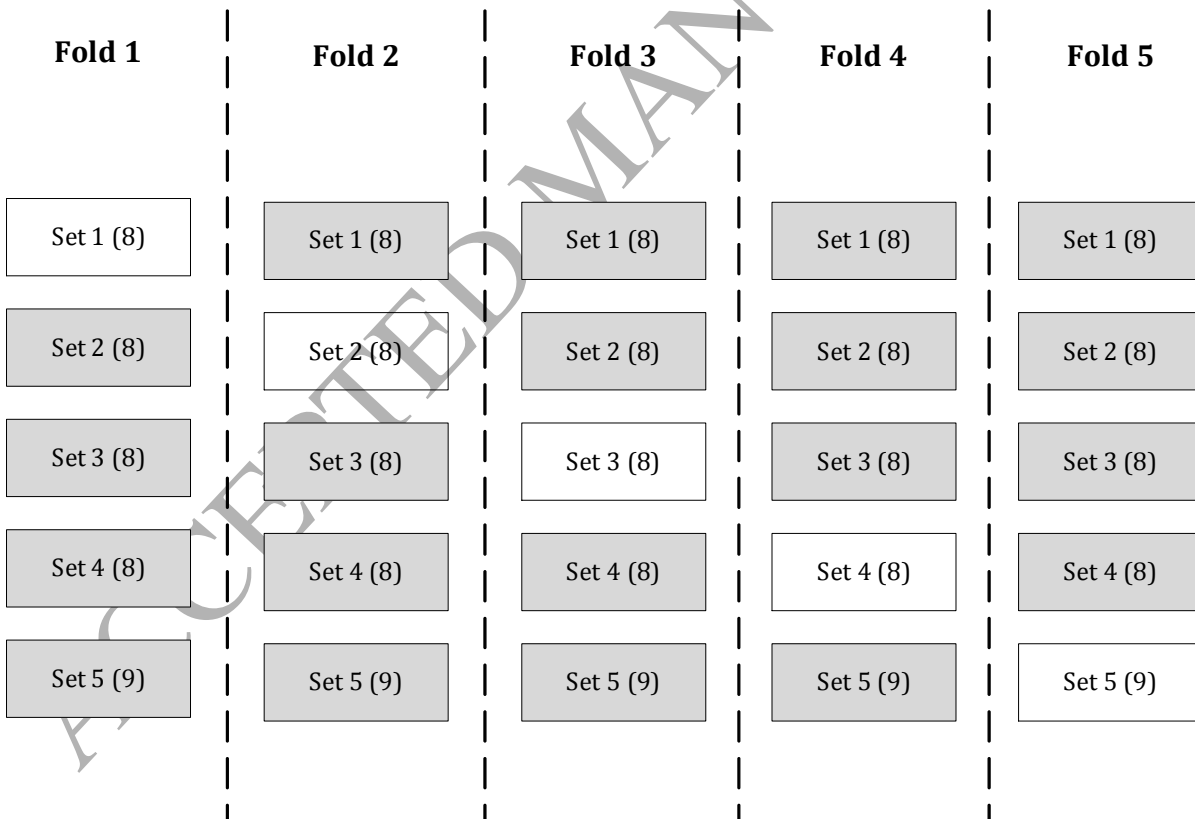 Fold 1 Fold 2 Fold 3 Fold 4 Fold 5
Set 1 (8) Set 1 (8) Set 1 (8) Set 1 (8) Set 1 (8)
Set 2 (8) Set 2 (8) Set 2 (8) Set 2 (8) Set 2 (8)
Set 3 (8) Set 3 (8) Set 3 (8) Set 3 (8) Set 3 (8)
Set 4 (8) Set 4 (8) Set 4 (8) Set 4 (8) Set 4 (8)
Set 5 (9) Set 5 (9) Set 5 (9) Set 5 (9) Set 5 (9)
ACCEPTED MAN